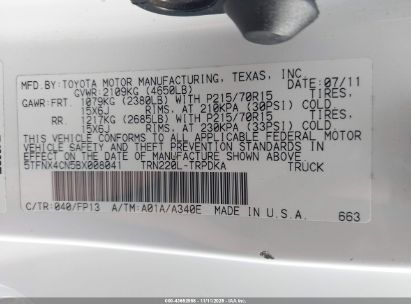 MFD.BY:TOYOTA MOTOR MANUFACTURING, TEXAS, INC.
GVWR:2109KG (4650LB) DATE: 07/11
GAWR:FRT. 1079KG (2380LB) WITH P215/70R15 TIRES,
15X6J RIMS, AT 210KPA (30PSI) COLD
RR. 1217KG (2685LB) WITH P215/70R15 TIRES,
15X6J RIMS, AT 230KPA (33PSI) COLD
THIS VEHICLE CONFORMS TO ALL APPLICABLE FEDERAL MOTOR
VEHICLE SAFETY AND THEFT PREVENTION STANDARDS IN
EFFECT ON THE DATE OF MANUFACTURE SHOWN ABOVE.
5TFNX4CN5BX008041 TRN220L-TRPDKA TRUCK
C/TR:040/FP13 A/TM:A01A/A340E MADE IN U.S.A. 663